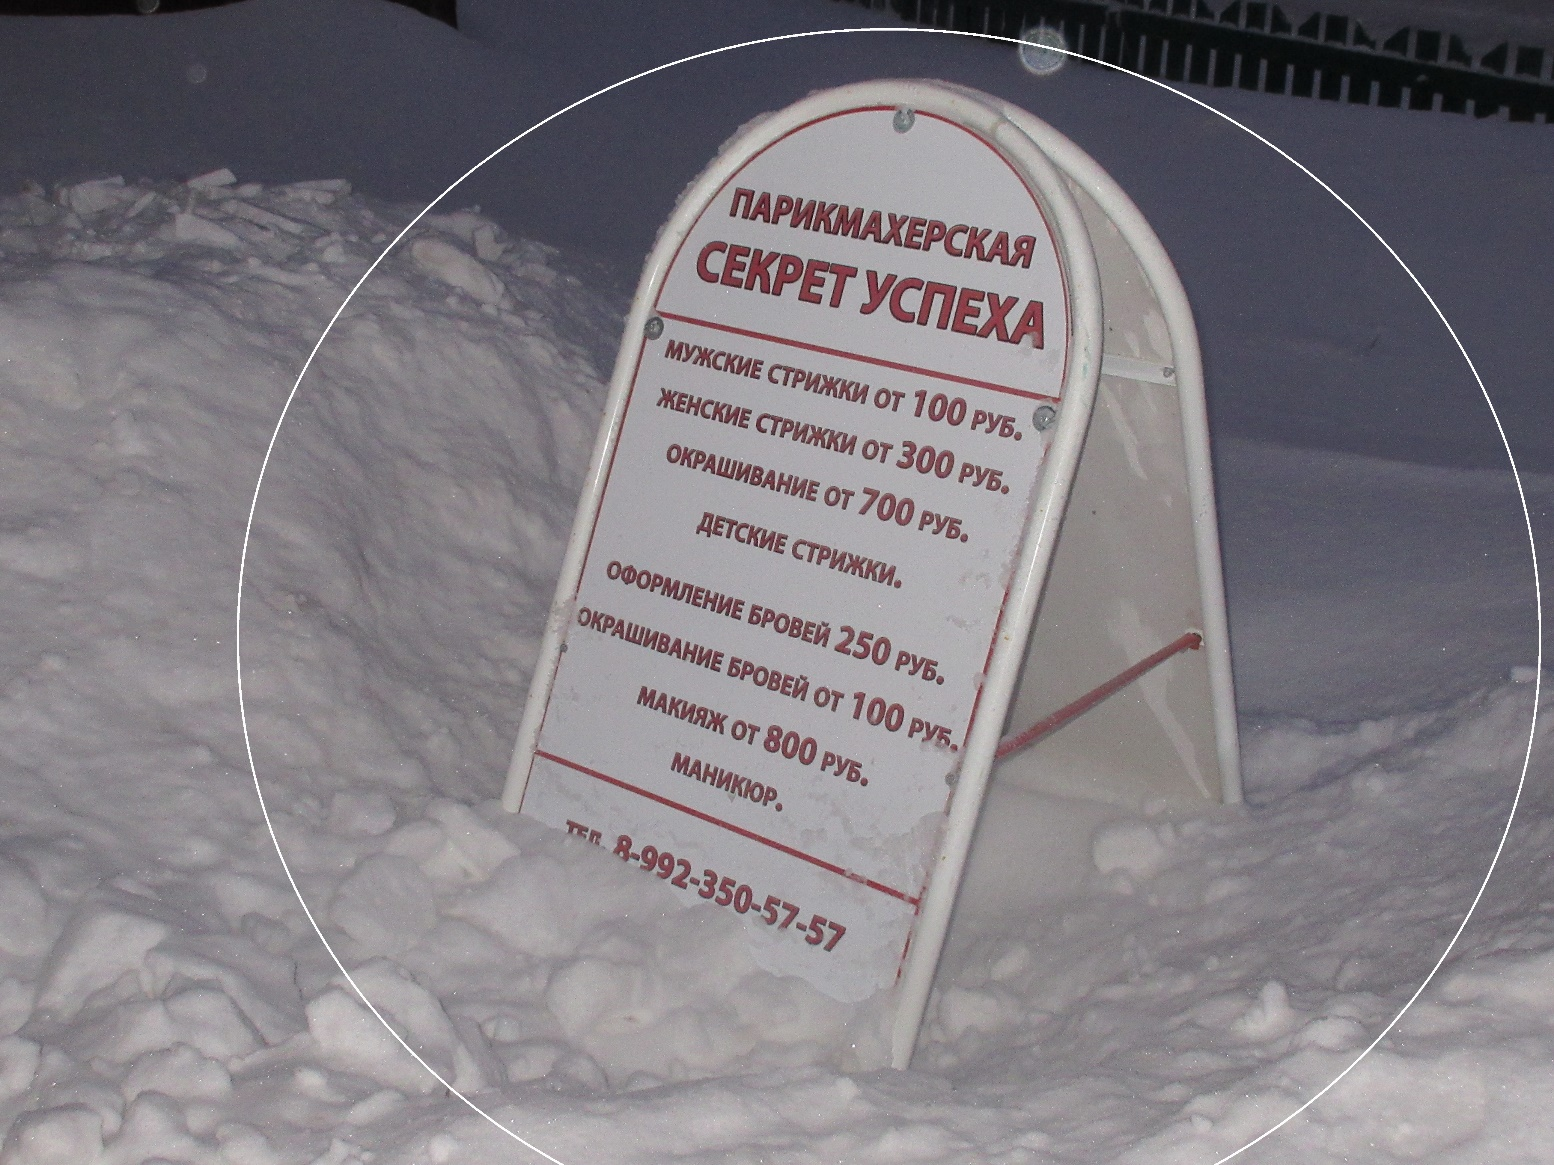 ПАРИКМАХЕРСКАЯ
СЕКРЕТ УСПЕХА
МУЖСКИЕ СТРИЖКИ ОТ 100 РУБ.
ЖЕНСКИЕ СТРИЖКИ ОТ 300 РУБ.
ОКРАШИВАНИЕ ОТ 700 РУБ.
ДЕТСКИЕ СТРИЖКИ.
ОФОРМЛЕНИЕ БРОВЕЙ 250 РУБ.
ОКРАШИВАНИЕ БРОВЕЙ ОТ 100 РУБ.
МАКИЯЖ ОТ 800 РУБ.
МАНИКЮР.
ТЕЛ. 8-992-350-57-57